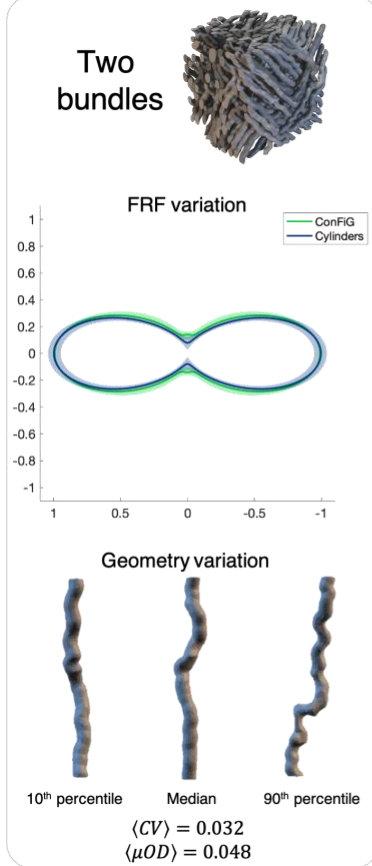 Two
bundles
FRF variation
ConFiG
Cylinders
1
0.8
0.6
0.4
0.2
0
-0.2
-0.4
-0.6
-0.8
-1
1 0.5 0 -0.5 -1
Geometry variation
10th percentile Median 90th percentile
⟨CV⟩ = 0.032
⟨μOD⟩ = 0.048